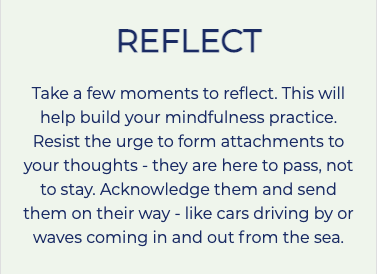 REFLECT
Take a few moments to reflect. This will
help build your mindfulness practice.
Resist the urge to form attachments to
your thoughts - they are here to pass, not
to stay. Acknowledge them and send
them on their way - like cars driving by or
waves coming in and out from the sea.